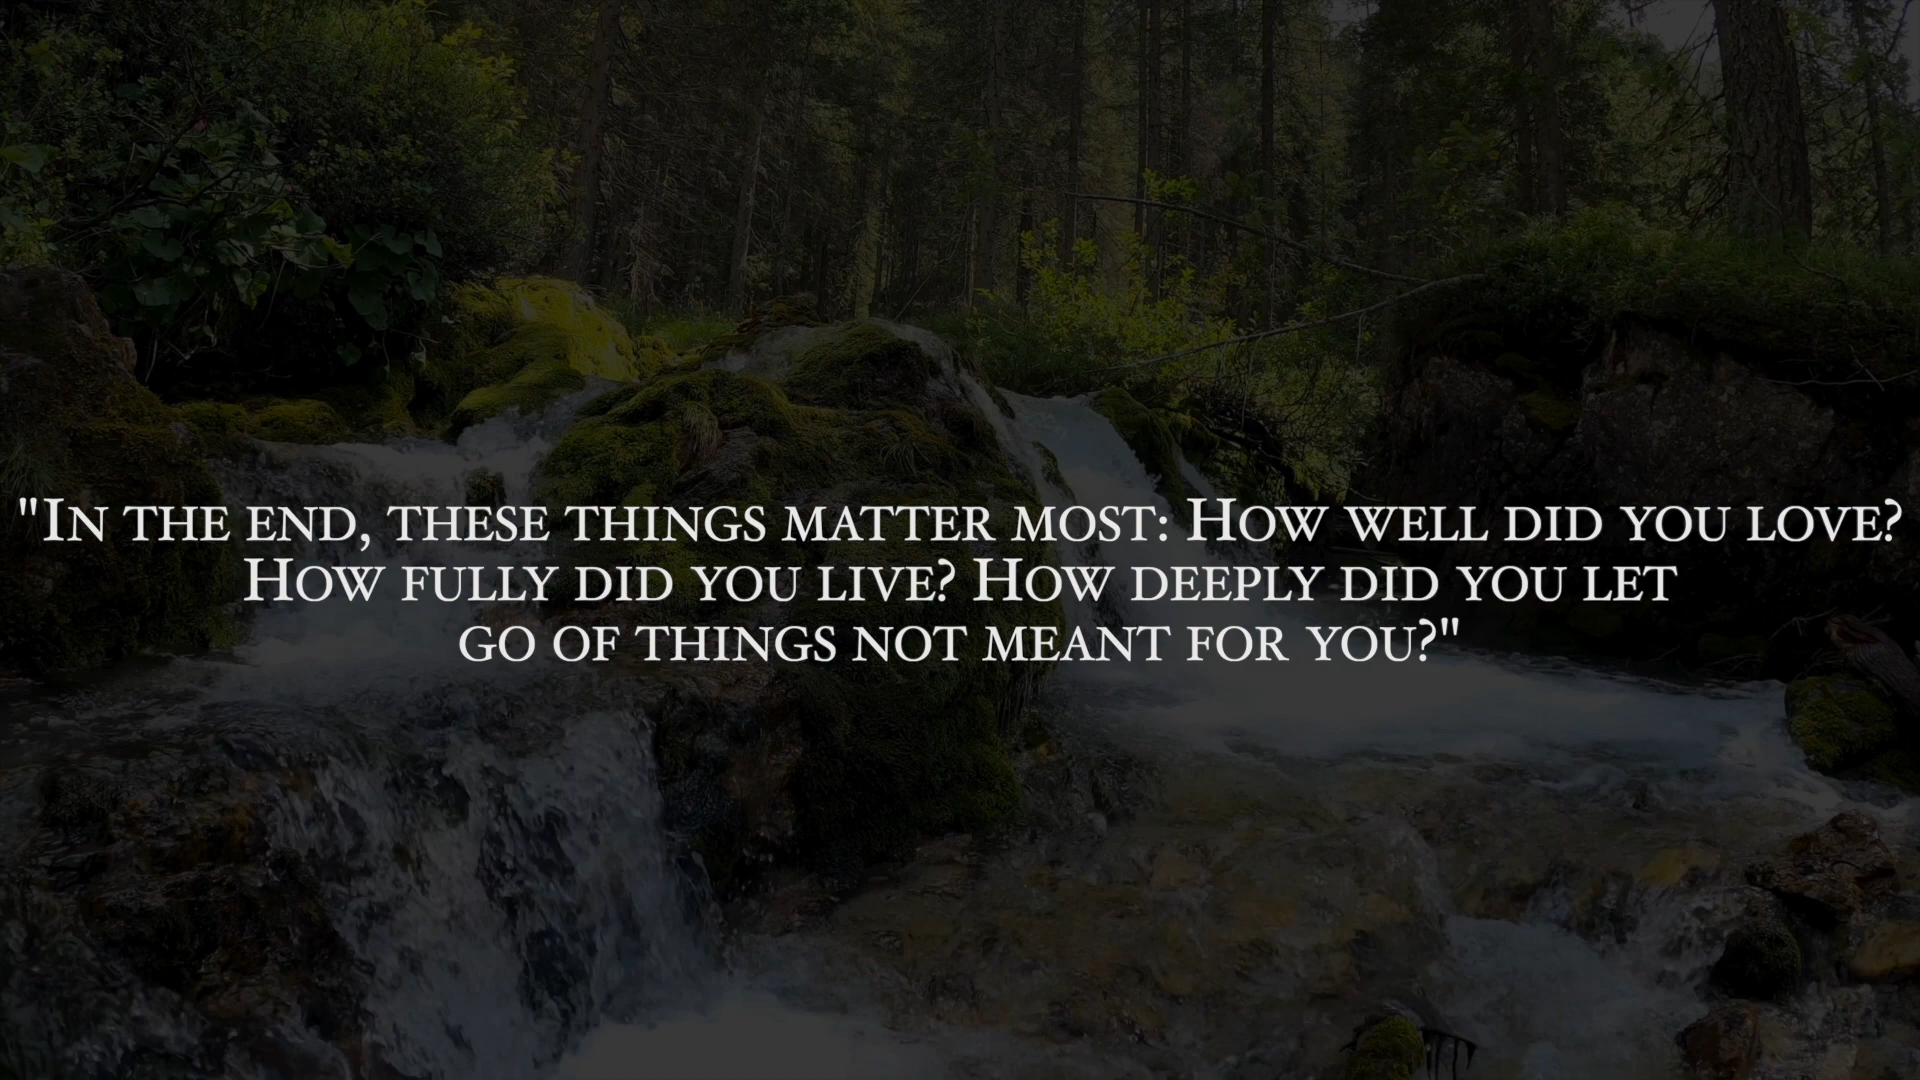 "In the end, these things matter most: How well did you love?
How fully did you live? How deeply did you let
go of things not meant for you?"